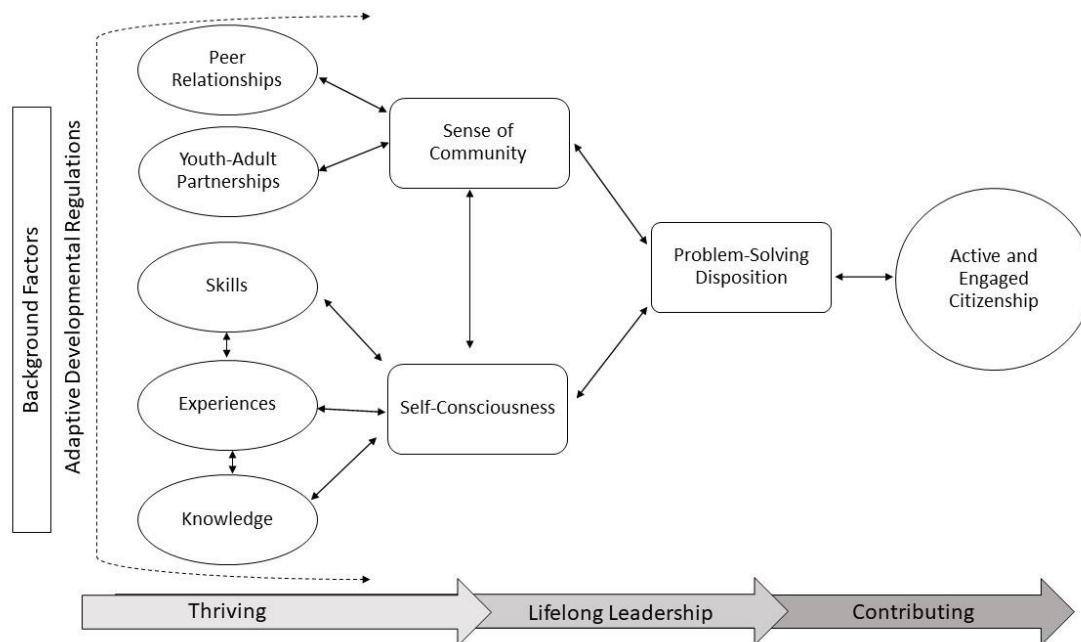 Background Factors
Adaptive Developmental Regulations
Peer
Relationships
Youth-Adult
Partnerships
Skills
Experiences
Knowledge
Sense of
Community
Self-Consciousness
Problem-Solving
Disposition
Active and
Engaged
Citizenship
Thriving
Lifelong Leadership
Contributing